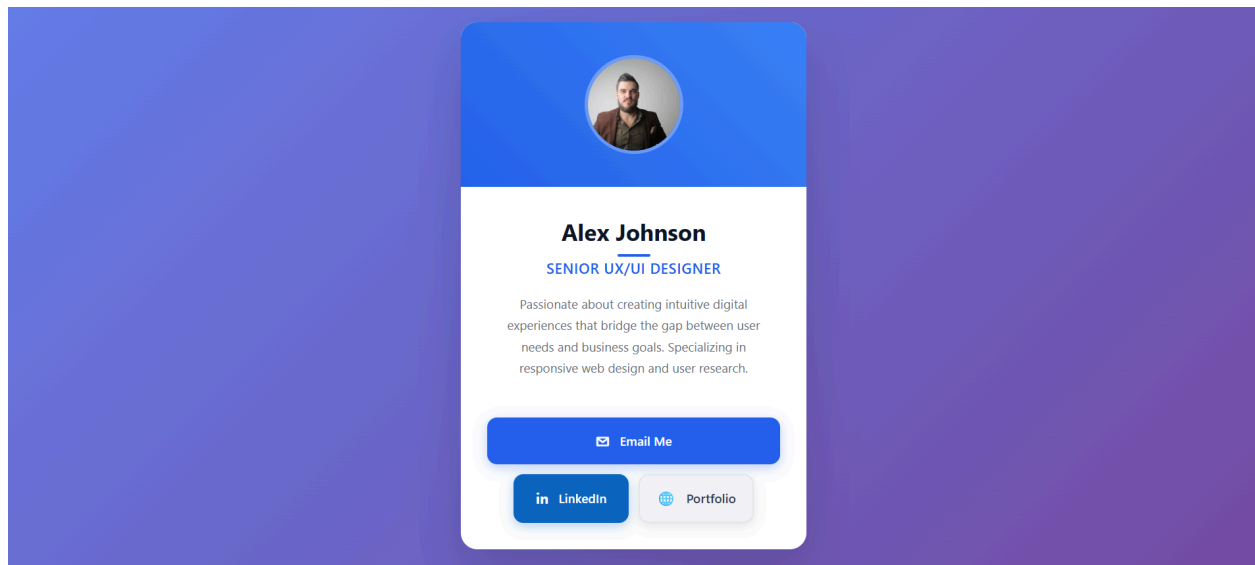 Alex Johnson
SENIOR UX/UI DESIGNER
Passionate about creating intuitive digital
experiences that bridge the gap between user
needs and business goals. Specializing in
responsive web design and user research.
Email Me
in LinkedIn
Portfolio